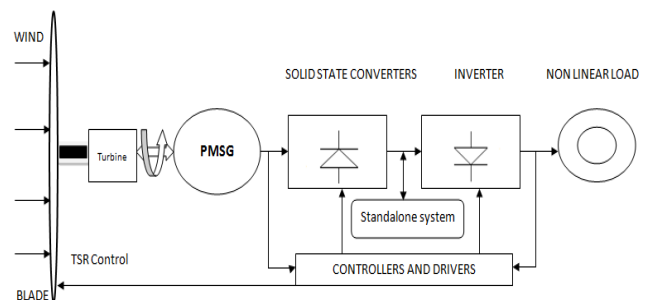 WIND
SOLID STATE CONVERTERS
INVERTER
NON LINEAR LOAD
Turbine
PMSG
Standalone system
TSR Control
CONTROLLERS AND DRIVERS
BLADE